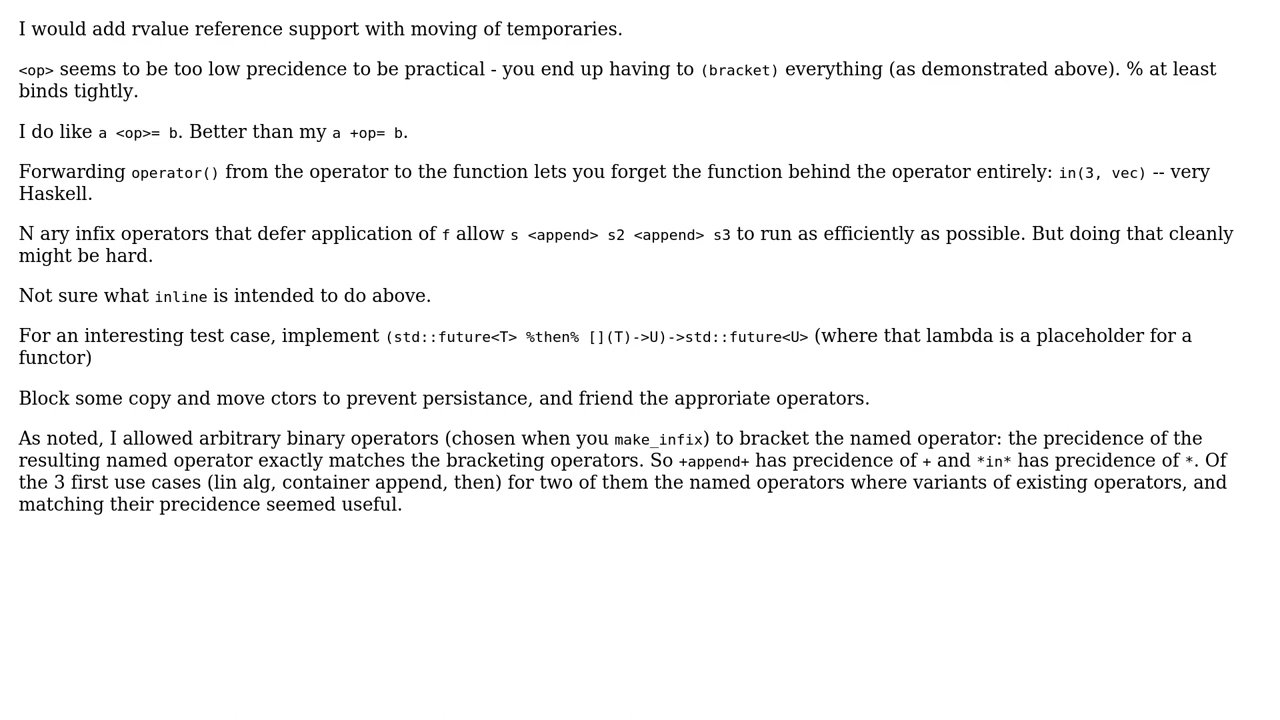 I would add rvalue reference support with moving of temporaries.
<op> seems to be too low precidence to be practical - you end up having to (bracket) everything (as demonstrated above). % at least
binds tightly.
I do like a <op>= b. Better than my a +op= b.
Forwarding operator() from the operator to the function lets you forget the function behind the operator entirely: in(3, vec) -- very
Haskell.
N ary infix operators that defer application of f allow s <append> s2 <append> s3 to run as efficiently as possible. But doing that cleanly
might be hard.
Not sure what inline is intended to do above.
For an interesting test case, implement (std::future<T> %then% [](T)->U)->std::future<U> (where that lambda is a placeholder for a
functor)
Block some copy and move ctors to prevent persistance, and friend the approriate operators.
As noted, I allowed arbitrary binary operators (chosen when you make_infix) to bracket the named operator: the precidence of the
resulting named operator exactly matches the bracketing operators. So +append+ has precidence of + and *in* has precidence of *. Of
the 3 first use cases (lin alg, container append, then) for two of them the named operators where variants of existing operators, and
matching their precidence seemed useful.